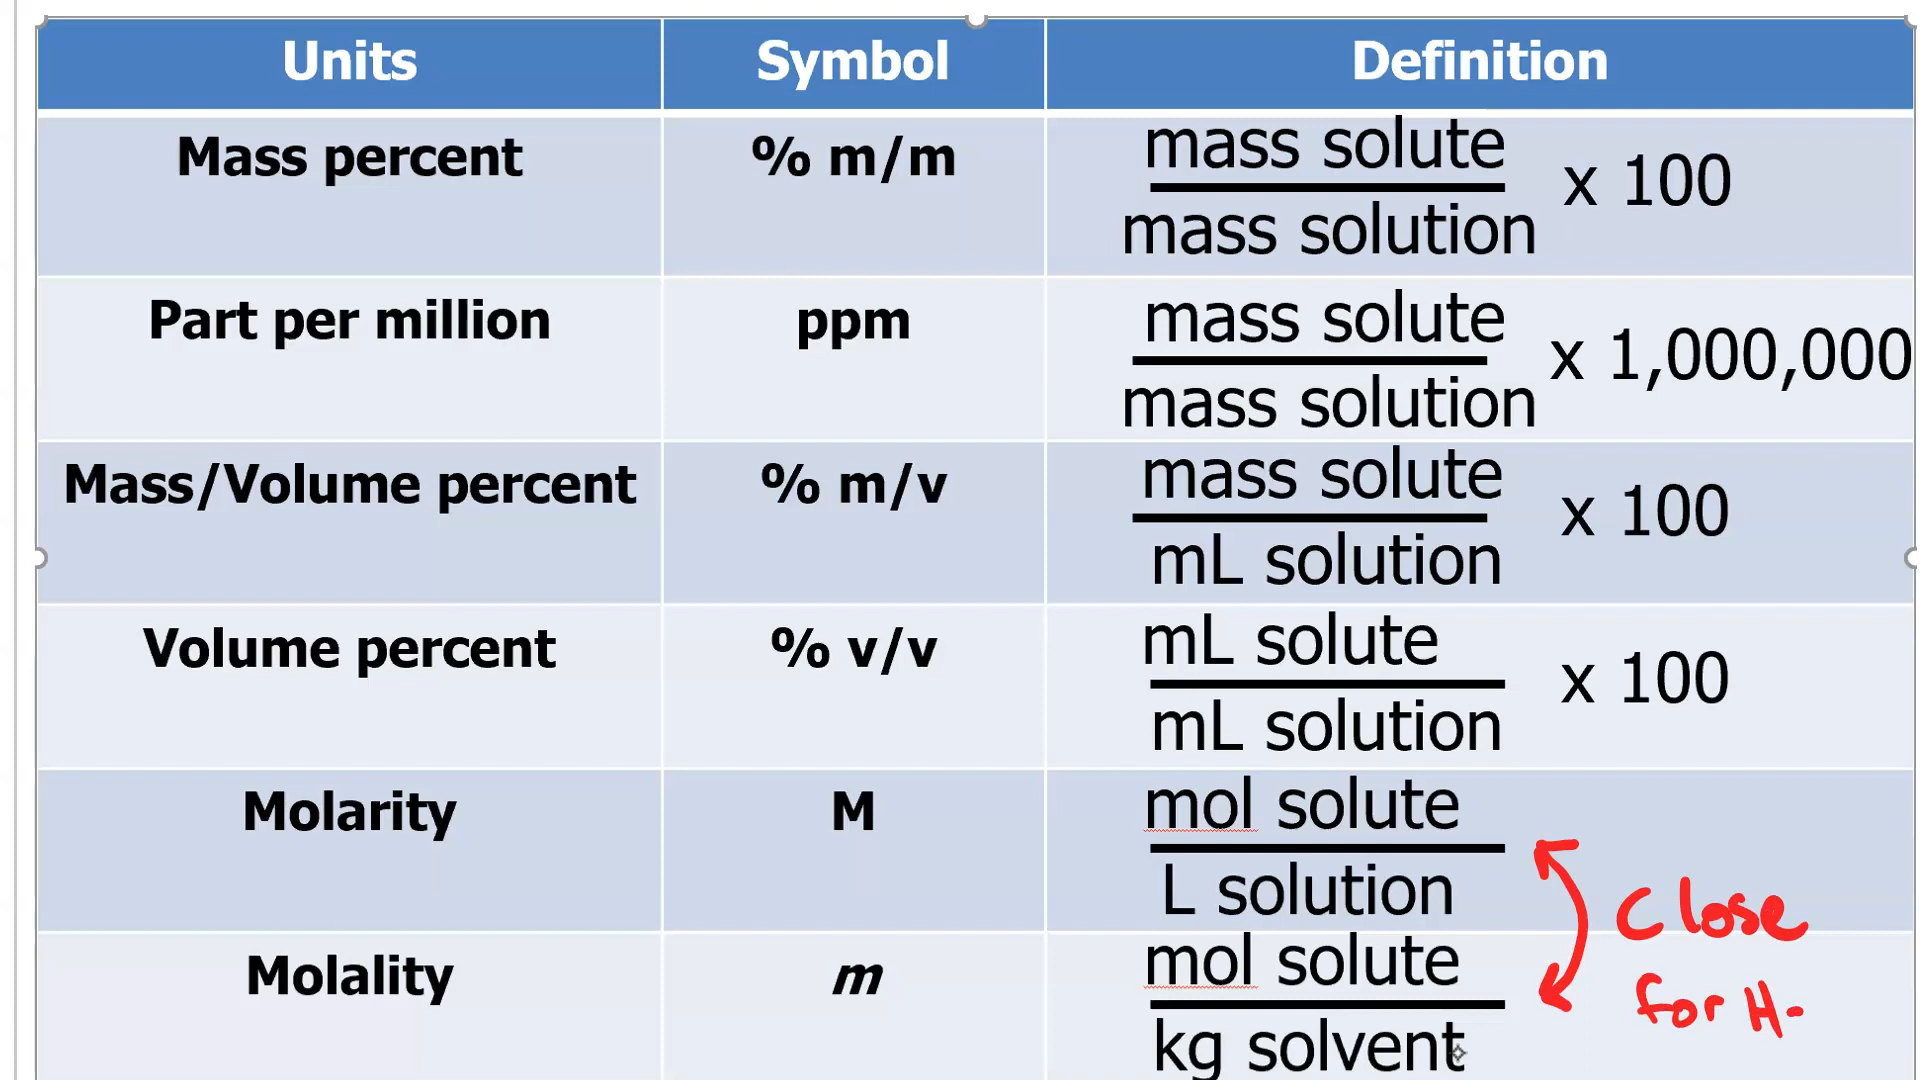 Units Symbol Definition
Mass percent % m/m mass solute
mass solution x 100
Part per million ppm mass solute
mass solution x 1,000,000
Mass/Volume percent % m/v mass solute
mL solution x 100
Volume percent % v/v mL solute
mL solution x 100
Molarity M mol solute
L solution
Molality m mol solute
kg solvent
Close
for H-